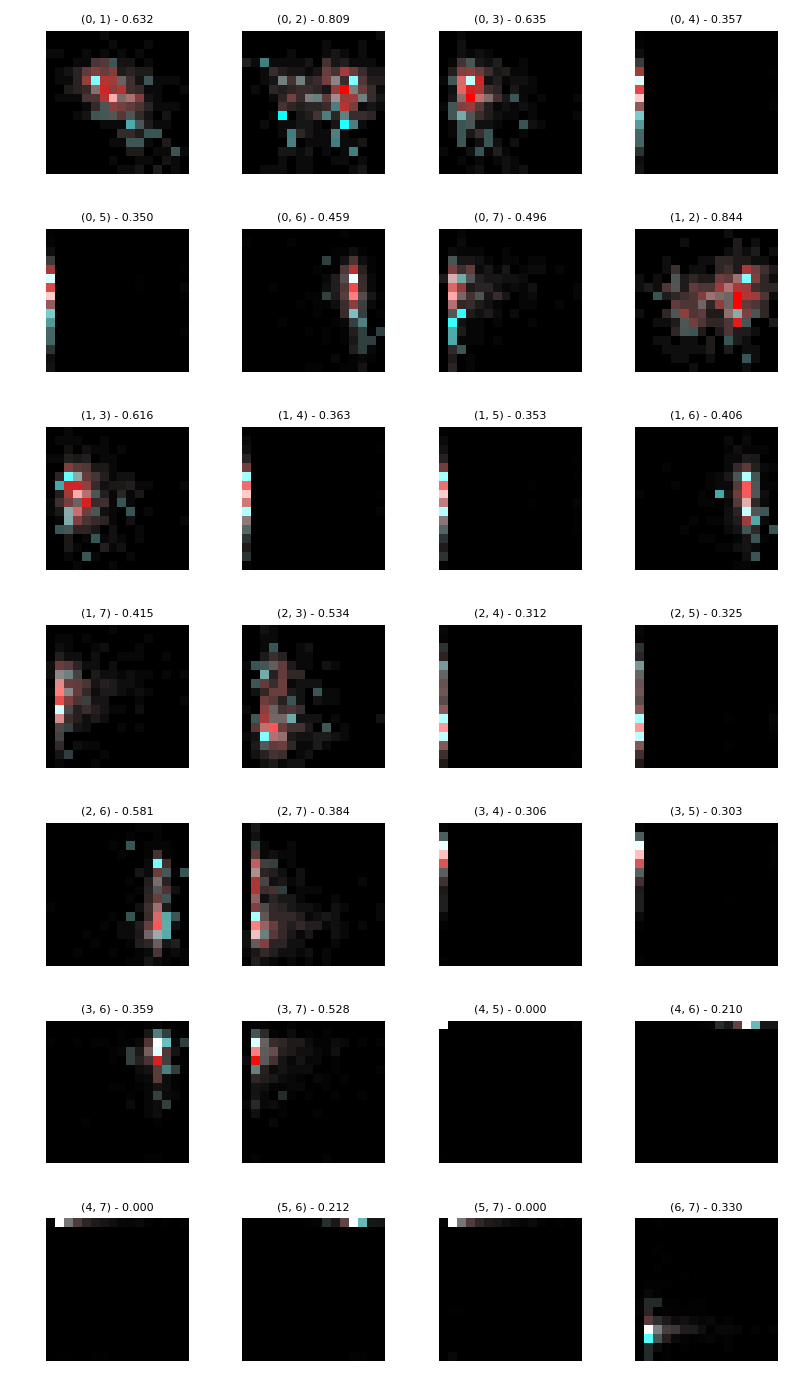 (0, 1) - 0.632 (0, 2) - 0.809 (0, 3) - 0.635 (0, 4) - 0.357
(0, 5) - 0.350 (0, 6) - 0.459 (0, 7) - 0.496 (1, 2) - 0.844
(1, 3) - 0.616 (1, 4) - 0.363 (1, 5) - 0.353 (1, 6) - 0.406
(1, 7) - 0.415 (2, 3) - 0.534 (2, 4) - 0.312 (2, 5) - 0.325
(2, 6) - 0.581 (2, 7) - 0.384 (3, 4) - 0.306 (3, 5) - 0.303
(3, 6) - 0.359 (3, 7) - 0.528 (4, 5) - 0.000 (4, 6) - 0.210
(4, 7) - 0.000 (5, 6) - 0.212 (5, 7) - 0.000 (6, 7) - 0.330